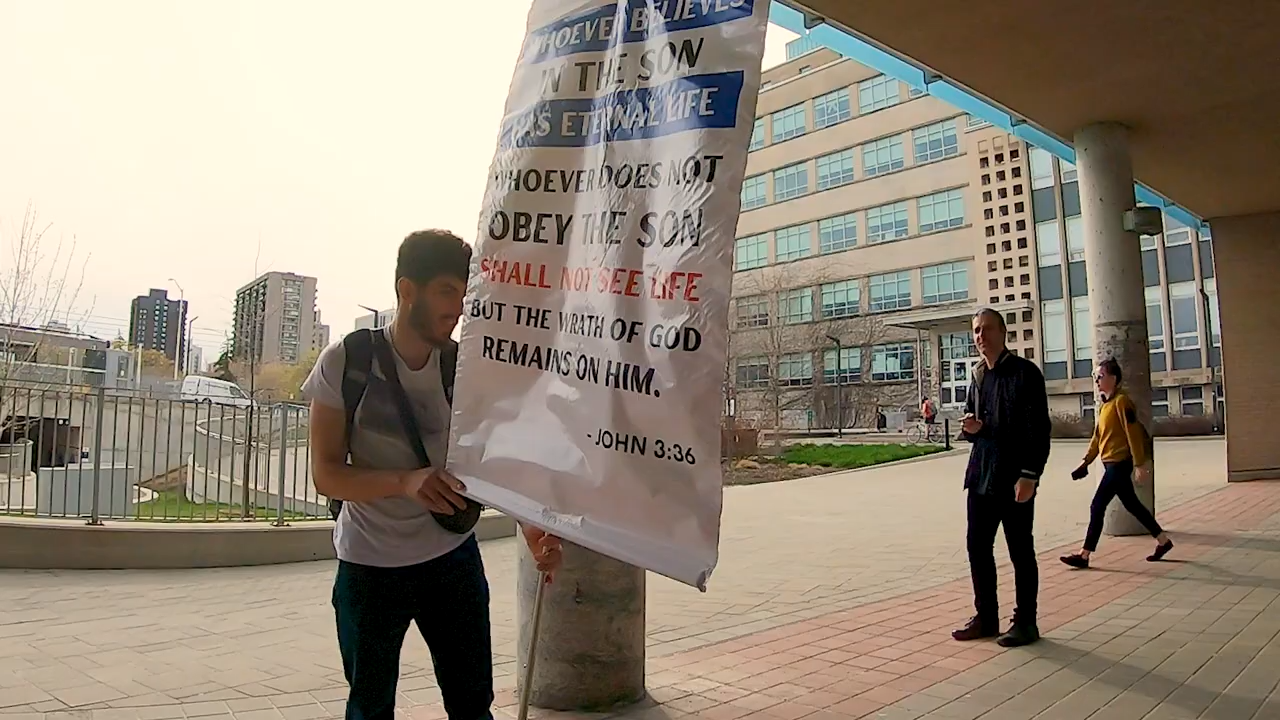 WHOEVER BELIEVES
IN THE SON
HAS ETERNAL LIFE
WHOEVER DOES NOT
OBEY THE SON
SHALL NOT SEE LIFE
BUT THE WRATH OF GOD
REMAINS ON HIM.
-JOHN 3:36